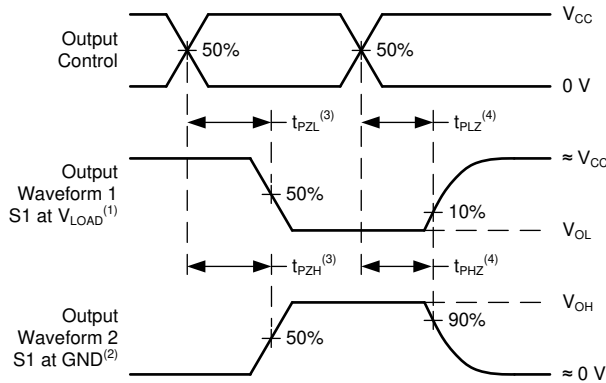 Output
Control
50%
50%
V_CC
0 V
t_PZL(3)
t_PLZ(4)
Output
Waveform 1
S1 at V_LOAD(1)
50%
10%
≈ V_CC
V_OL
t_PZH(3)
t_PHZ(4)
Output
Waveform 2
S1 at GND(2)
50%
90%
V_OH
≈ 0 V